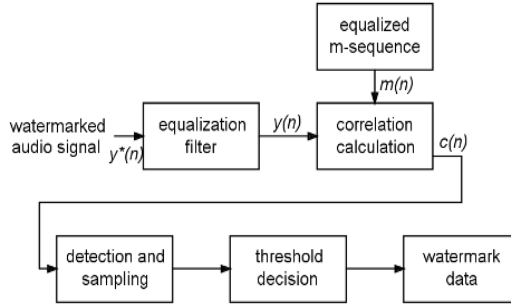 equalized
m-sequence
m(n)
watermarked
audio signal
y*(n)
equalization
filter
y(n)
correlation
calculation
c(n)
detection and
sampling
threshold
decision
watermark
data